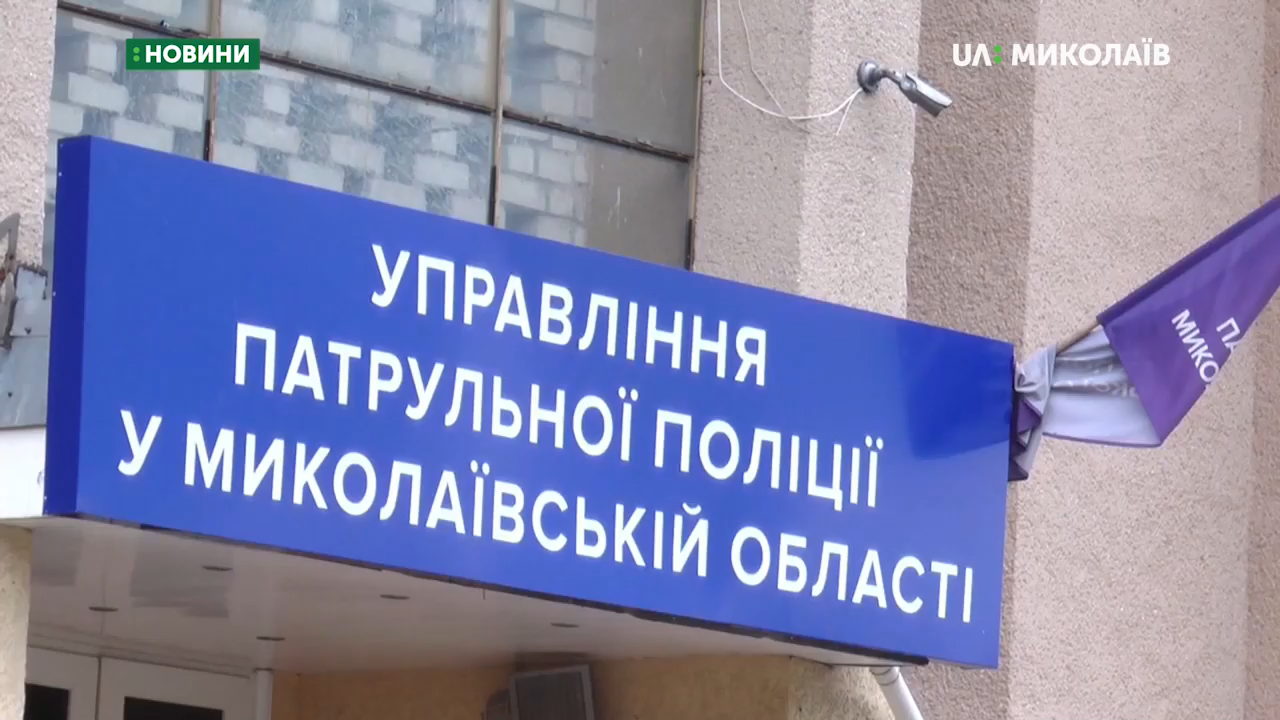 НОВИНИ
UA: МИКОЛАЇВ
УПРАВЛІННЯ
ПАТРУЛЬНОЇ ПОЛІЦІЇ
У МИКОЛАЇВСЬКІЙ ОБЛАСТІ